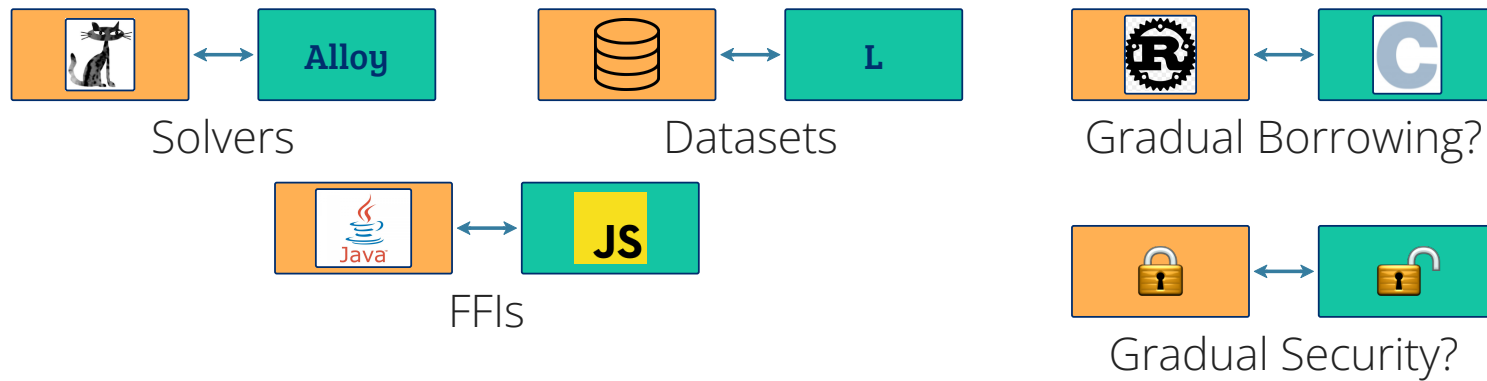 Alloy
L
R
C
Solvers
Datasets
Gradual Borrowing?
Java
JS
FFIs
Gradual Security?